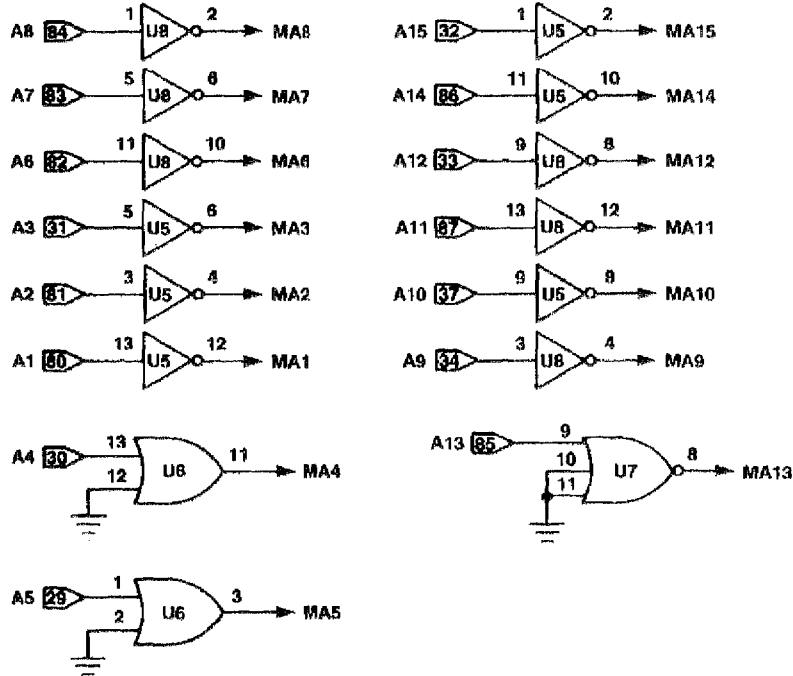 A8 84 1 U8 2 MA8
A7 83 5 U8 6 MA7
A6 82 11 U8 10 MA6
A3 31 5 U5 6 MA3
A2 81 3 U5 4 MA2
A1 80 13 U5 12 MA1
A4 30 13 12 U6 11 MA4
A5 29 1 2 U6 3 MA5
A15 32 1 U5 2 MA15
A14 86 11 U5 10 MA14
A12 33 9 U8 8 MA12
A11 87 13 U8 12 MA11
A10 37 9 U5 8 MA10
A9 34 3 U8 4 MA9
A13 85 9 10 11 U7 8 MA13